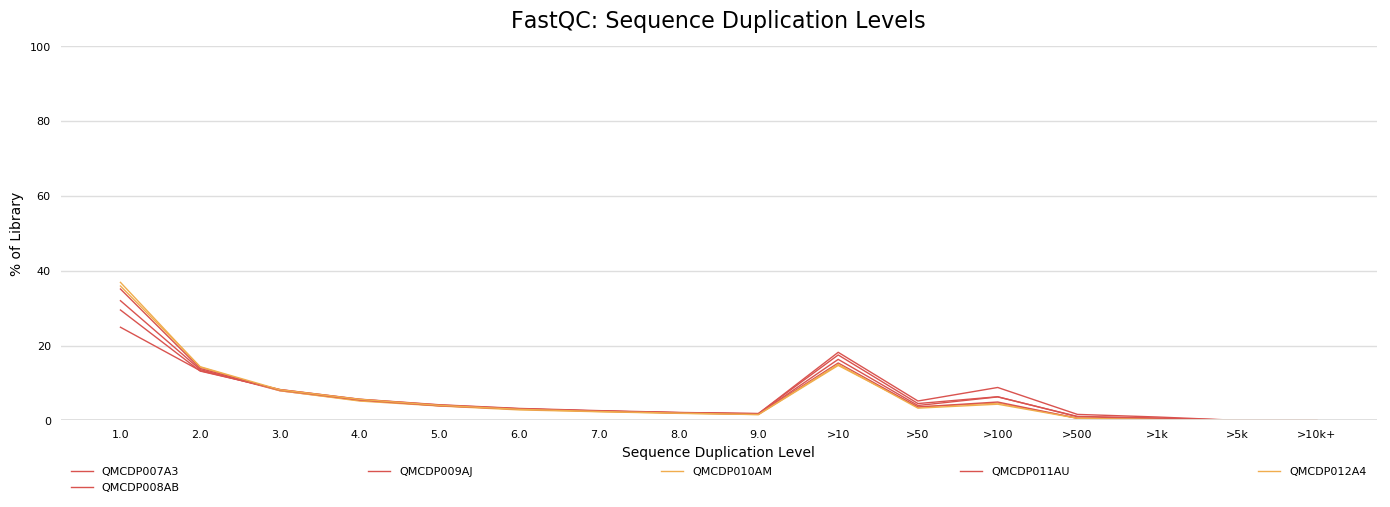 FastQC: Sequence Duplication Levels
100
80
60
40
20
0
% of Library
1.0 2.0 3.0 4.0 5.0 6.0 7.0 8.0 9.0 >10 >50 >100 >500 >1k >5k >10k+
Sequence Duplication Level
QMCDP007A3 QMCDP009AJ QMCDP010AM QMCDP011AU QMCDP012A4
QMCDP008AB